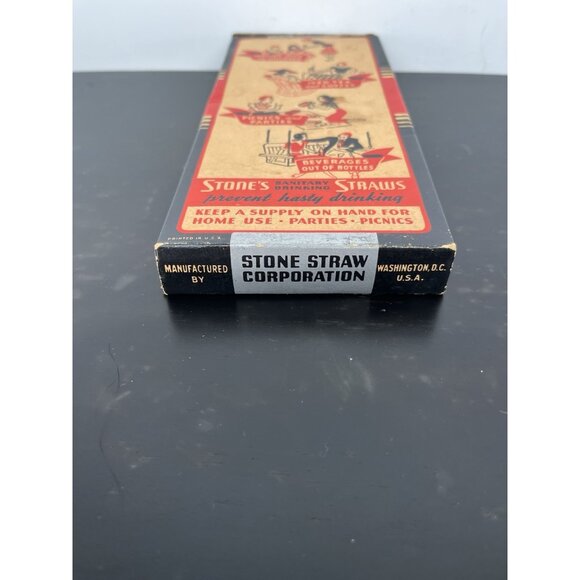 PICNICS and
PARTIES
BEVERAGES
OUT OF BOTTLES
STONE'S SANITARY DRINKING STRAWS
prevent hasty drinking
KEEP A SUPPLY ON HAND FOR
HOME USE • PARTIES • PICNICS
PRINTED IN U.S.A.
MANUFACTURED
BY
STONE STRAW
CORPORATION
WASHINGTON, D.C.
U.S.A.